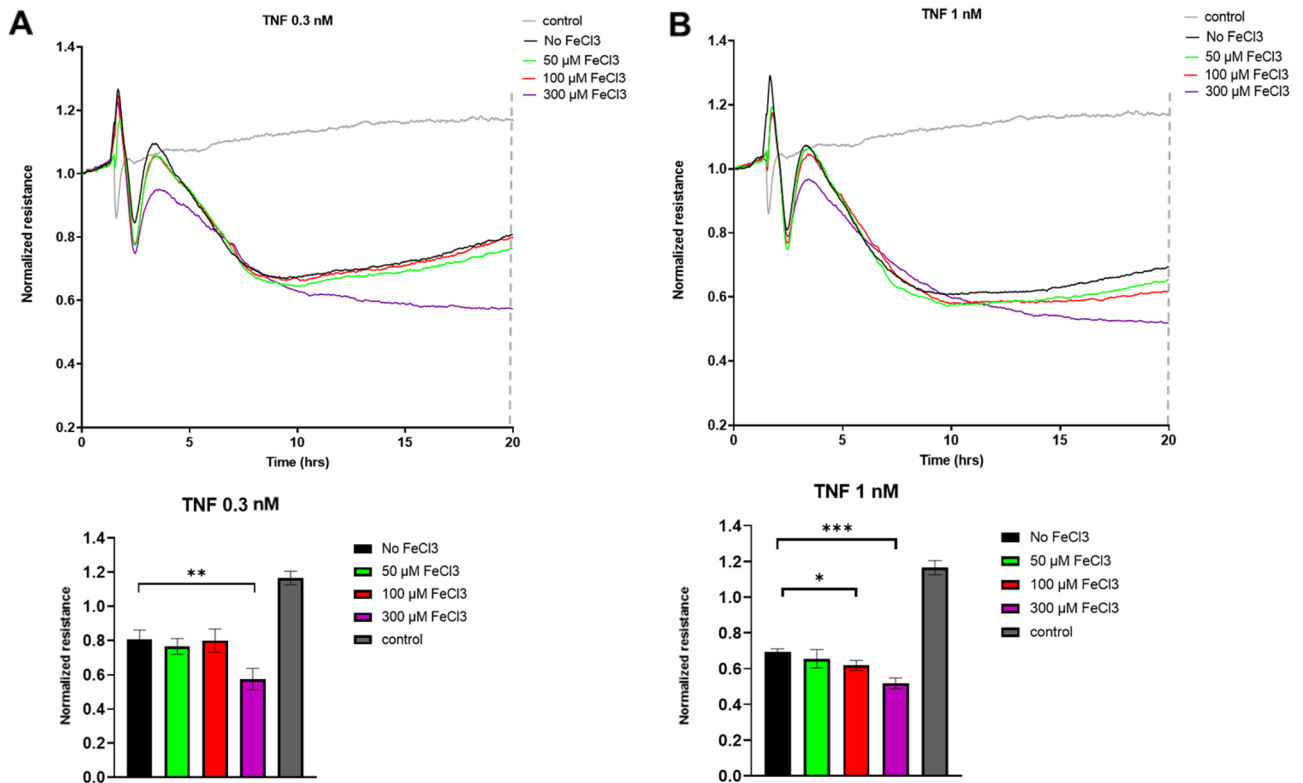 A
TNF 0.3 nM
control
No FeCl3
50 µM FeCl3
100 µM FeCl3
300 µM FeCl3
Normalized resistance
1.4
1.2
1.0
0.8
0.6
0.4
0.2
0
5
10
15
20
Time (hrs)
B
TNF 1 nM
control
No FeCl3
50 µM FeCl3
100 µM FeCl3
300 µM FeCl3
Normalized resistance
1.4
1.2
1.0
0.8
0.6
0.4
0.2
0
5
10
15
20
Time (hrs)
TNF 0.3 nM
Normalized resistance
1.4
1.2
1.0
0.8
0.6
0.4
0.2
0.0
**
No FeCl3
50 µM FeCl3
100 µM FeCl3
300 µM FeCl3
control
TNF 1 nM
Normalized resistance
1.4
1.2
1.0
0.8
0.6
0.4
0.2
0.0
***
*
No FeCl3
50 µM FeCl3
100 µM FeCl3
300 µM FeCl3
control